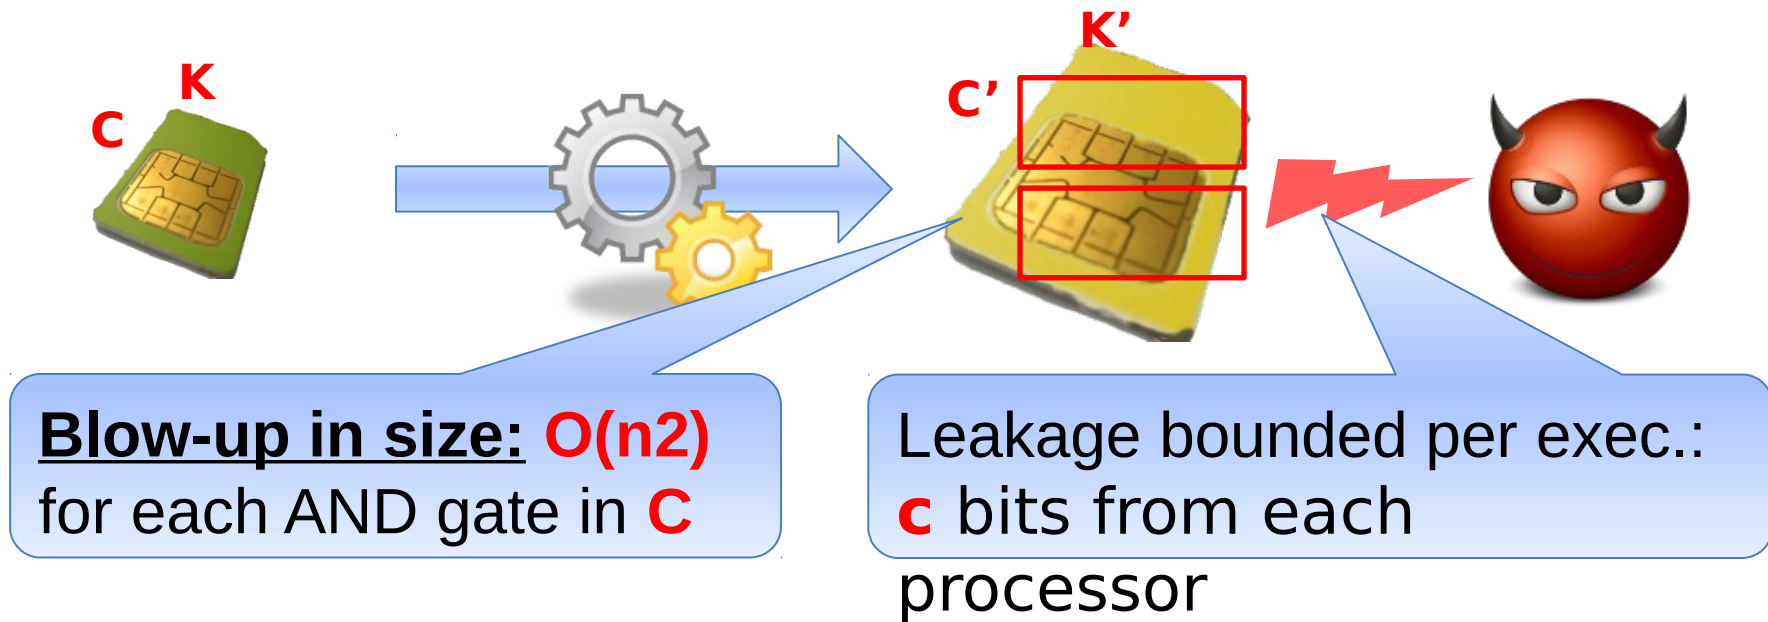 K
C
K’
C’
Blow-up in size: O(n2)
for each AND gate in C
Leakage bounded per exec.:
c bits from each
processor